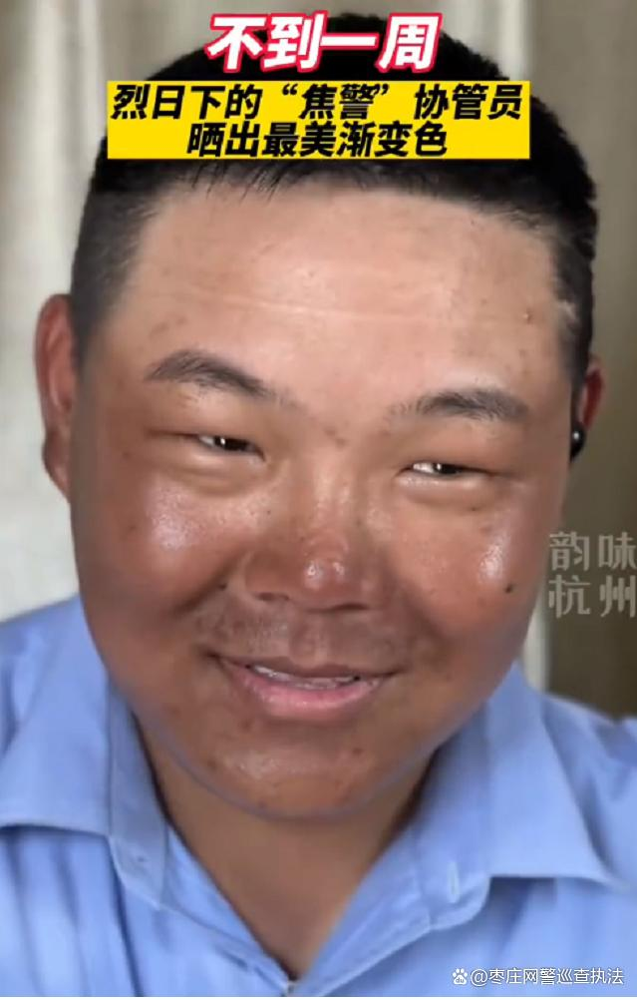 不到一周
烈日下的“焦警”协管员
晒出最美渐变色
韵味
杭州
@枣庄网警巡查执法